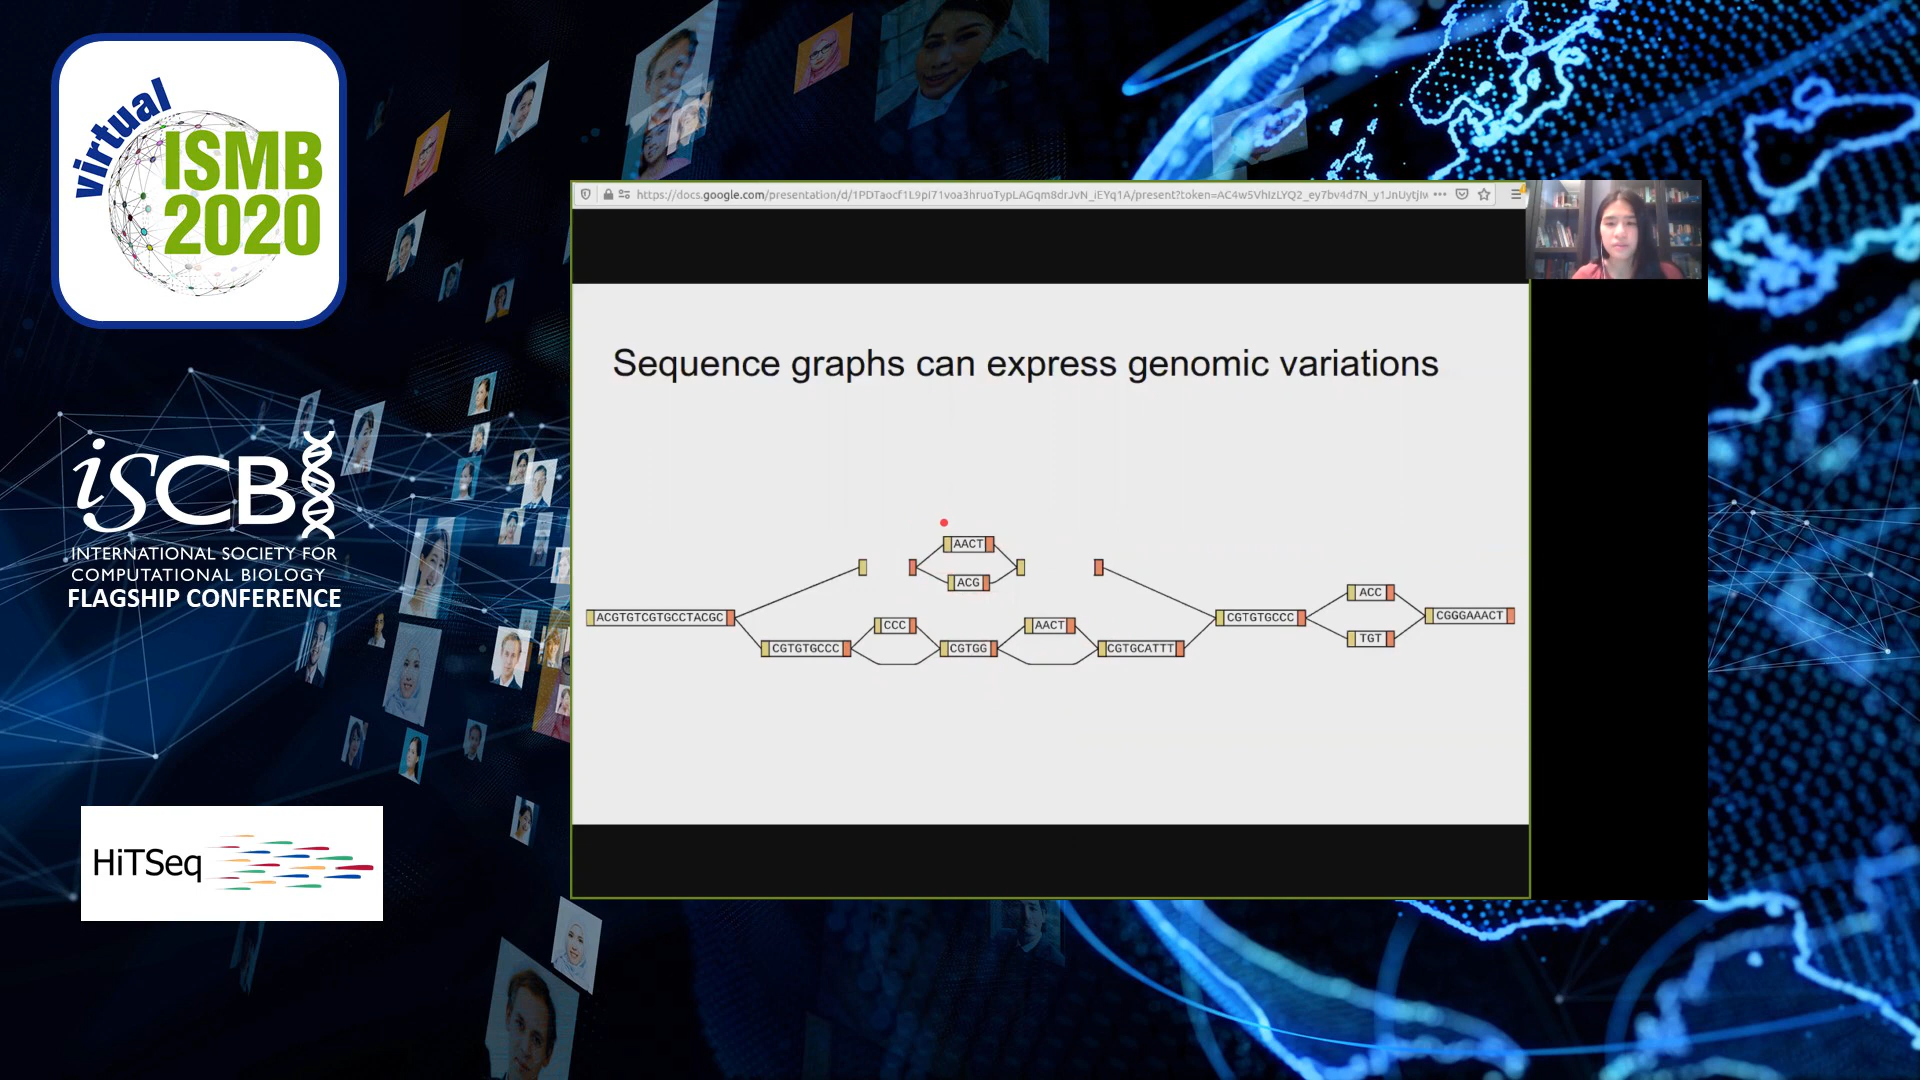 virtual
ISMB
2020
iSCB
INTERNATIONAL SOCIETY FOR
COMPUTATIONAL BIOLOGY
FLAGSHIP CONFERENCE
HiTSeq
Sequence graphs can express genomic variations
AACT
ACG
ACGTGTCGTGCCTACGC
CGTGTGCCC
CCC
CGTGG
AACT
CGTGCATTT
CGTGTGCCC
ACC
TGT
CGGGAAACT